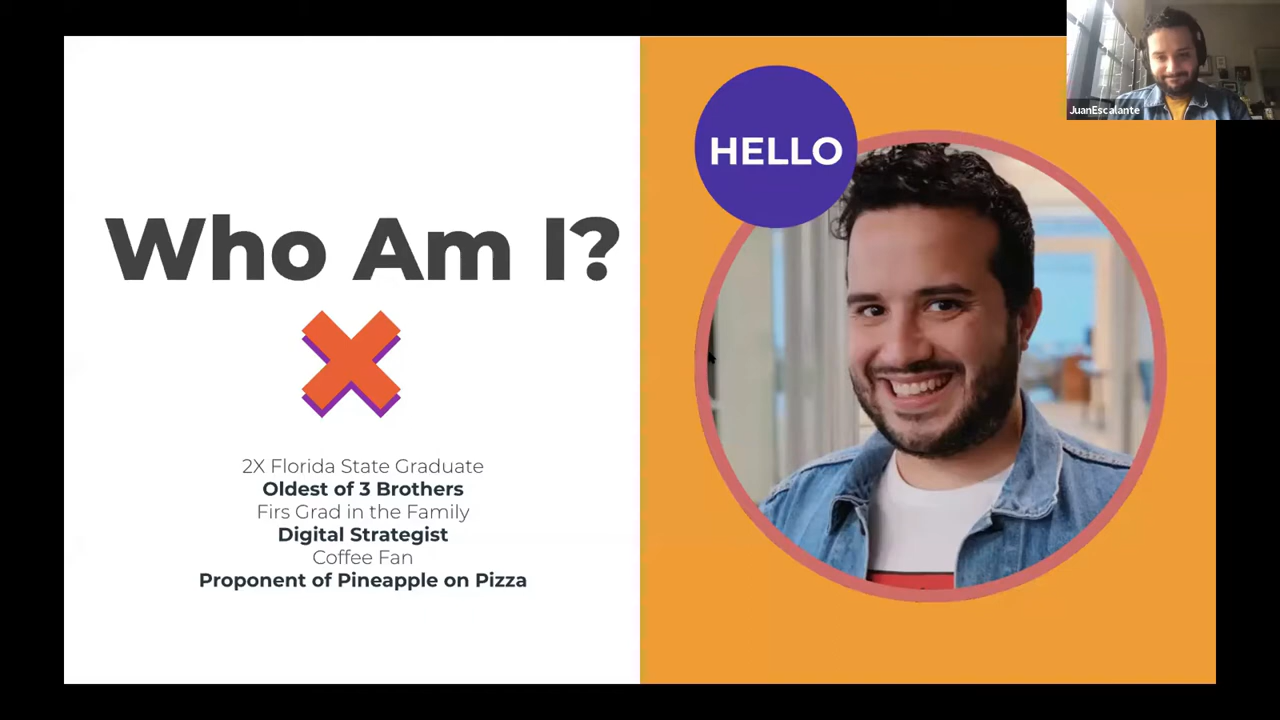 JuanEscalante
HELLO
Who Am I?
2X Florida State Graduate
Oldest of 3 Brothers
Firs Grad in the Family
Digital Strategist
Coffee Fan
Proponent of Pineapple on Pizza